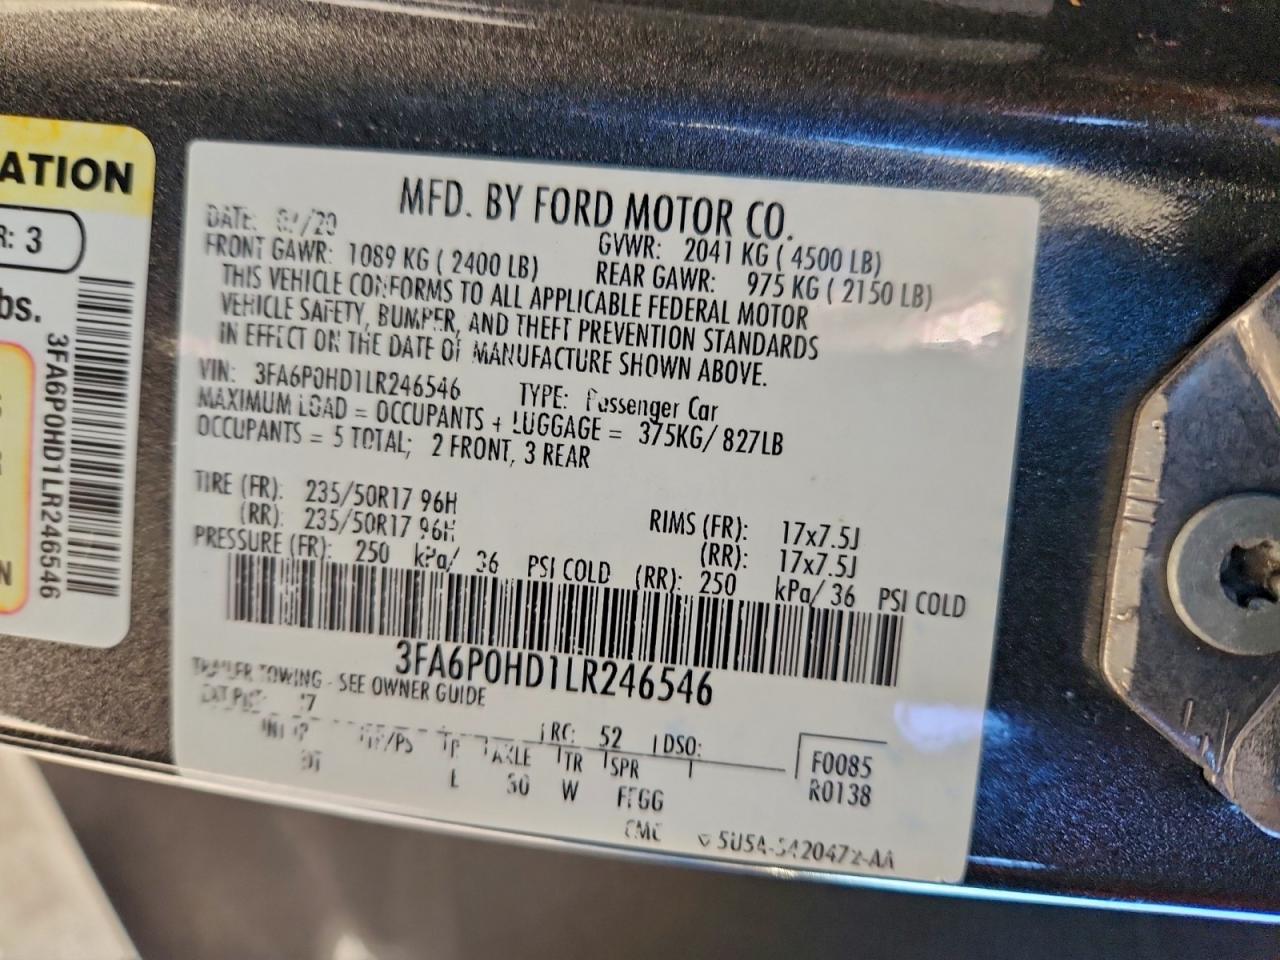 ATION
R: 3
bs.
3FA6P0HD1LR246546
N
MFD. BY FORD MOTOR CO.
DATE: /20
GVWR: 2041 KG ( 4500 LB)
FRONT GAWR: 1089 KG ( 2400 LB)
REAR GAWR: 975 KG ( 2150 LB)
THIS VEHICLE CONFORMS TO ALL APPLICABLE FEDERAL MOTOR
VEHICLE SAFETY, BUMPER, AND THEFT PREVENTION STANDARDS
IN EFFECT ON THE DATE OF MANUFACTURE SHOWN ABOVE.
VIN: 3FA6P0HD1LR246546 TYPE: Passenger Car
MAXIMUM LOAD = OCCUPANTS + LUGGAGE = 375KG/ 827LB
OCCUPANTS = 5 TOTAL; 2 FRONT, 3 REAR
TIRE (FR): 235/50R17 96H RIMS (FR): 17x7.5J
(RR): 235/50R17 96H (RR): 17x7.5J
PRESSURE (FR): 250 kPa/ 36 PSI COLD (RR): 250 kPa/ 36 PSI COLD
3FA6P0HD1LR246546
TRAILER TOWING - SEE OWNER GUIDE
RC: 52 DSO:
/PS TP AXLE TR SPR
L W FFGG
F0085
R0138
CMC 5U5A-5420472-AA